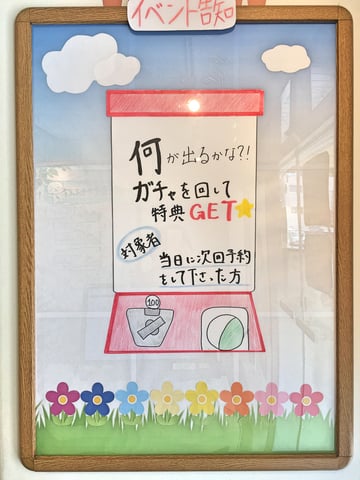 イベント告知
何が出るかな?!
ガチャを回して
特典GET
対象者
当日に次回予約
をして下さった方
100